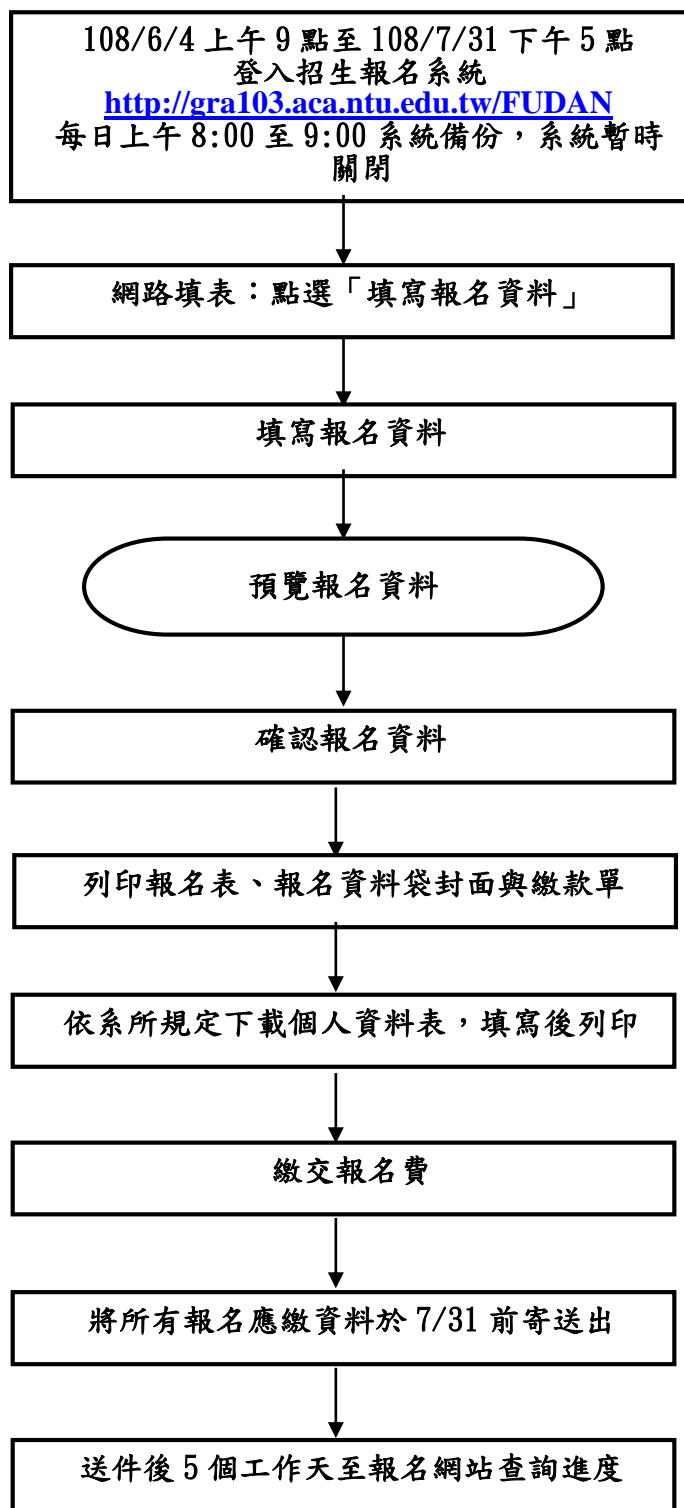 108/6/4 上午 9 點至 108/7/31 下午 5 點
登入招生報名系統
http://gra103.aca.ntu.edu.tw/FUDAN
每日上午 8:00 至 9:00 系統備份，系統暫時
關閉
網路填表：點選「填寫報名資料」
填寫報名資料
預覽報名資料
確認報名資料
列印報名表、報名資料袋封面與繳款單
依系所規定下載個人資料表，填寫後列印
繳交報名費
將所有報名應繳資料於 7/31 前寄送出
送件後 5 個工作天至報名網站查詢進度